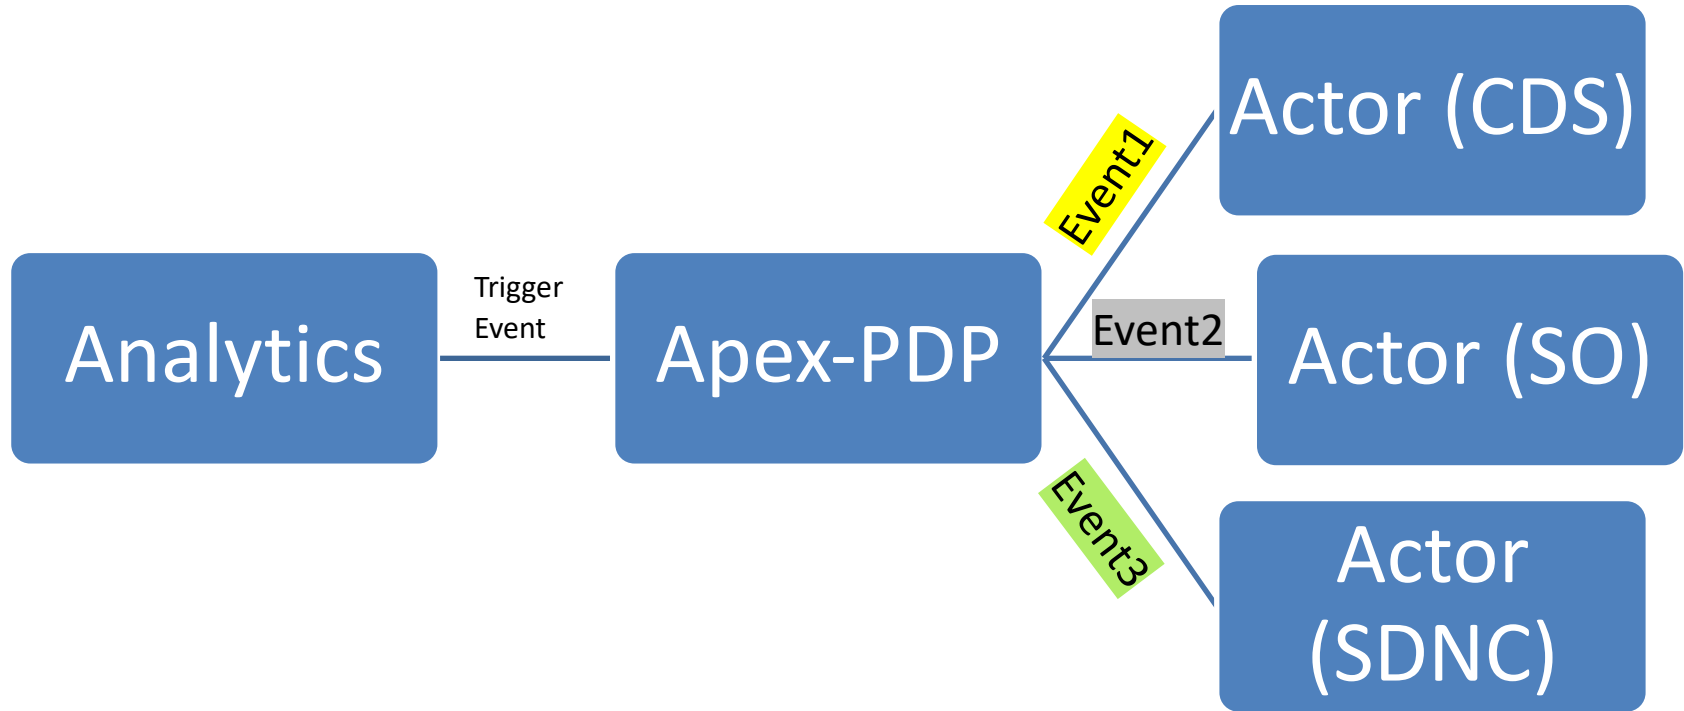 Analytics
Trigger
Event
Apex-PDP
Event1
Actor (CDS)
Event2
Actor (SO)
Event3
Actor
(SDNC)